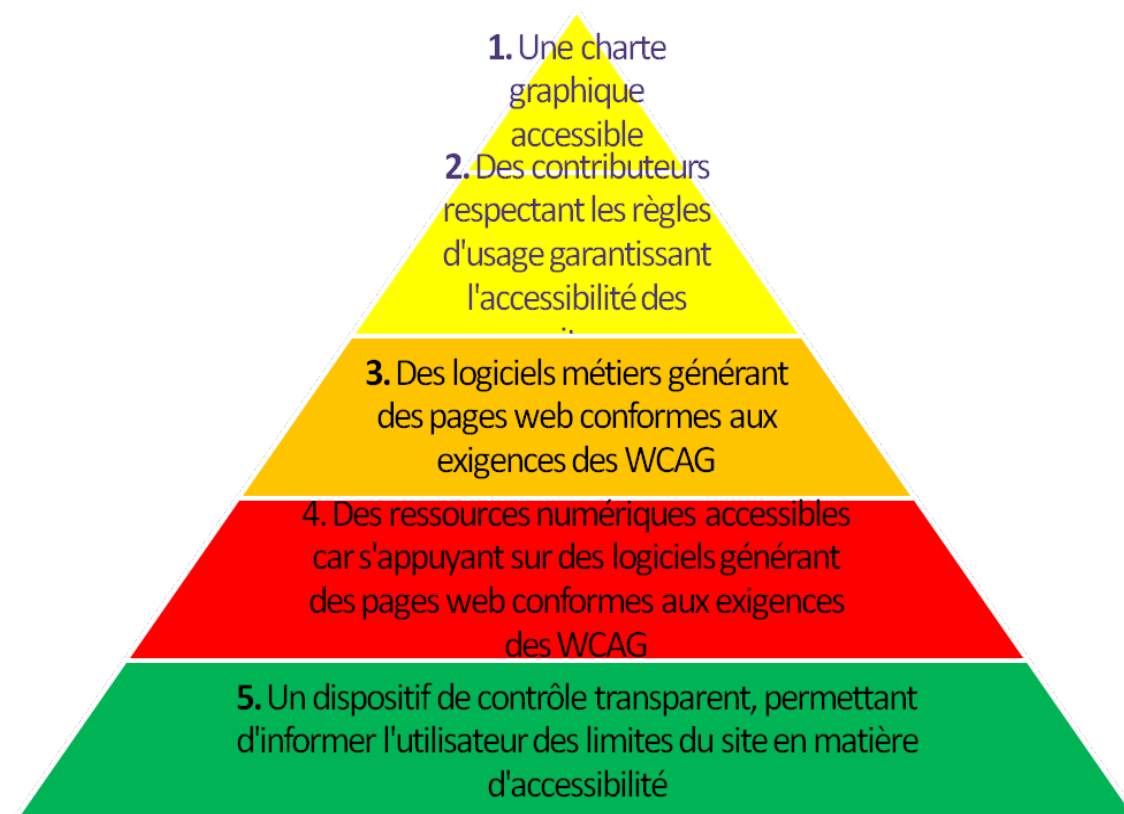 1. Une charte
graphique
accessible
2. Des contributeurs
respectant les règles
d'usage garantissant
l'accessibilité des
3. Des logiciels métiers générant
des pages web conformes aux
exigences des WCAG
4. Des ressources numériques accessibles
car s'appuyant sur des logiciels générant
des pages web conformes aux exigences
des WCAG
5. Un dispositif de contrôle transparent, permettant
d'informer l'utilisateur des limites du site en matière
d'accessibilité